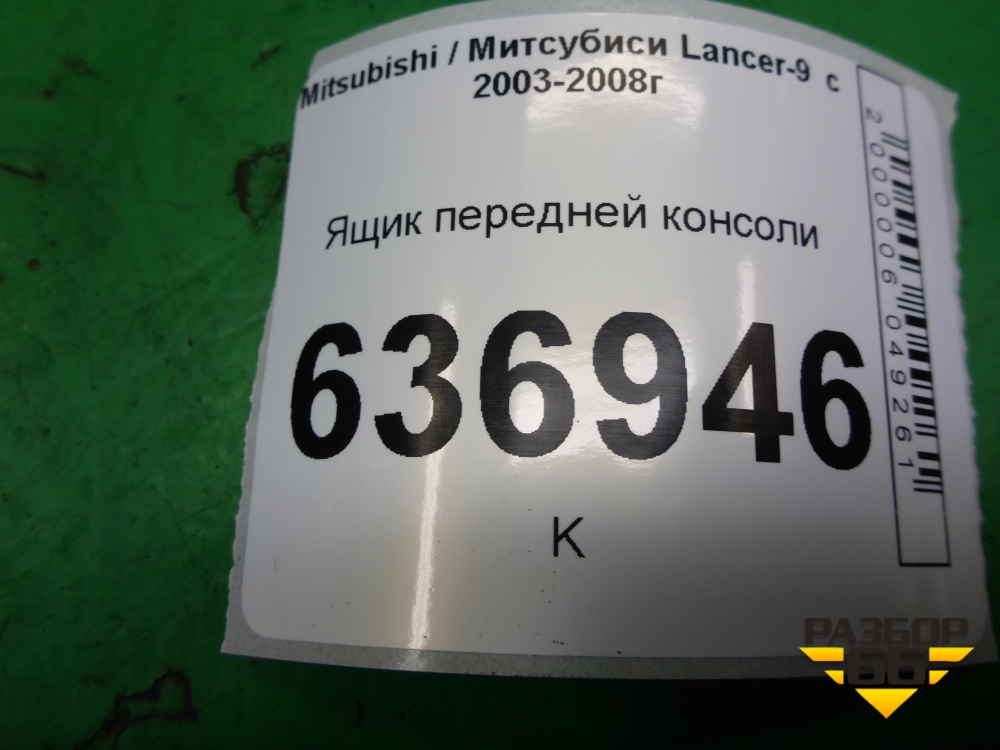 Mitsubishi / Митсубиси Lancer-9 с
2003-2008г
Ящик передней консоли
636946
К
2000006049261
РАЗБОР
66